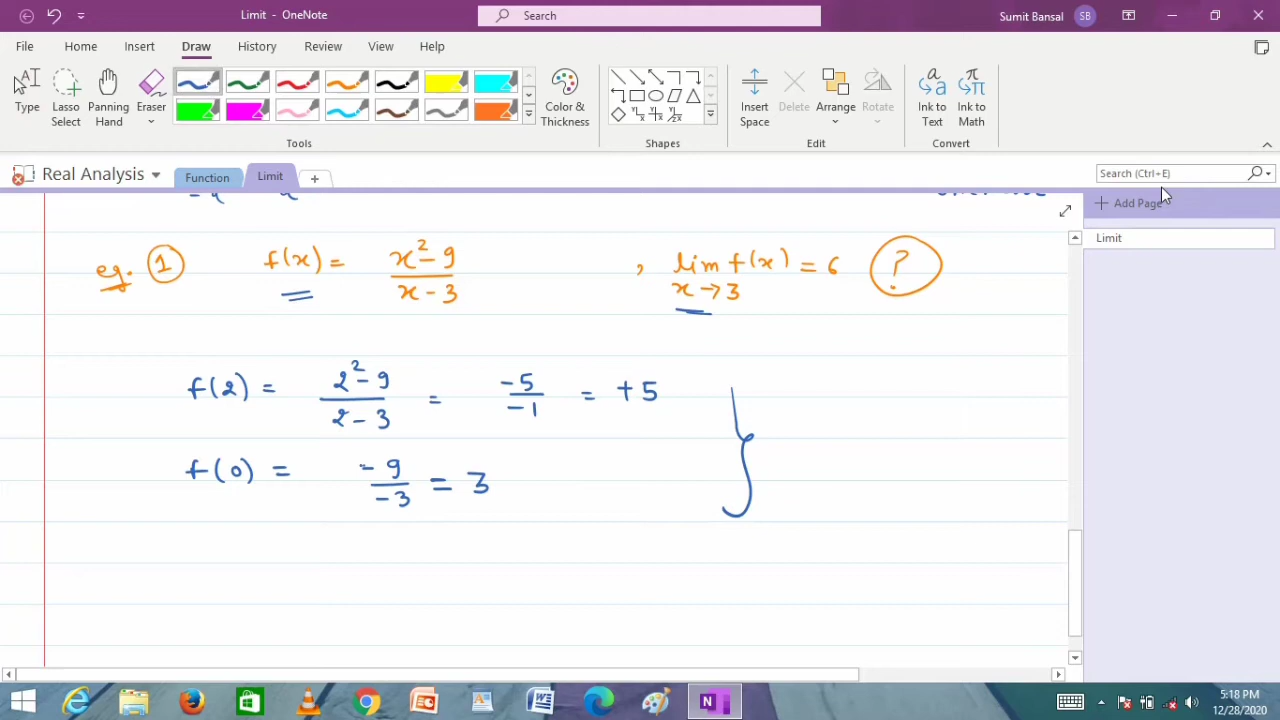 Limit - OneNote
Search
Sumit Bansal SB
File Home Insert Draw History Review View Help
Type Lasso Select Panning Hand Eraser Color & Thickness Insert Space Delete Arrange Rotate Ink to Text Ink to Math
Tools Shapes Edit Convert
Real Analysis Function Limit Search (Ctrl+E)
Add Page
Limit
eg. 1 f(x) = x²-9 / x-3 , lim x→3 f(x) = 6 ?
f(2) = 2²-9 / 2-3 = -5 / -1 = +5
f(0) = -9 / -3 = 3
5:18 PM
12/28/2020